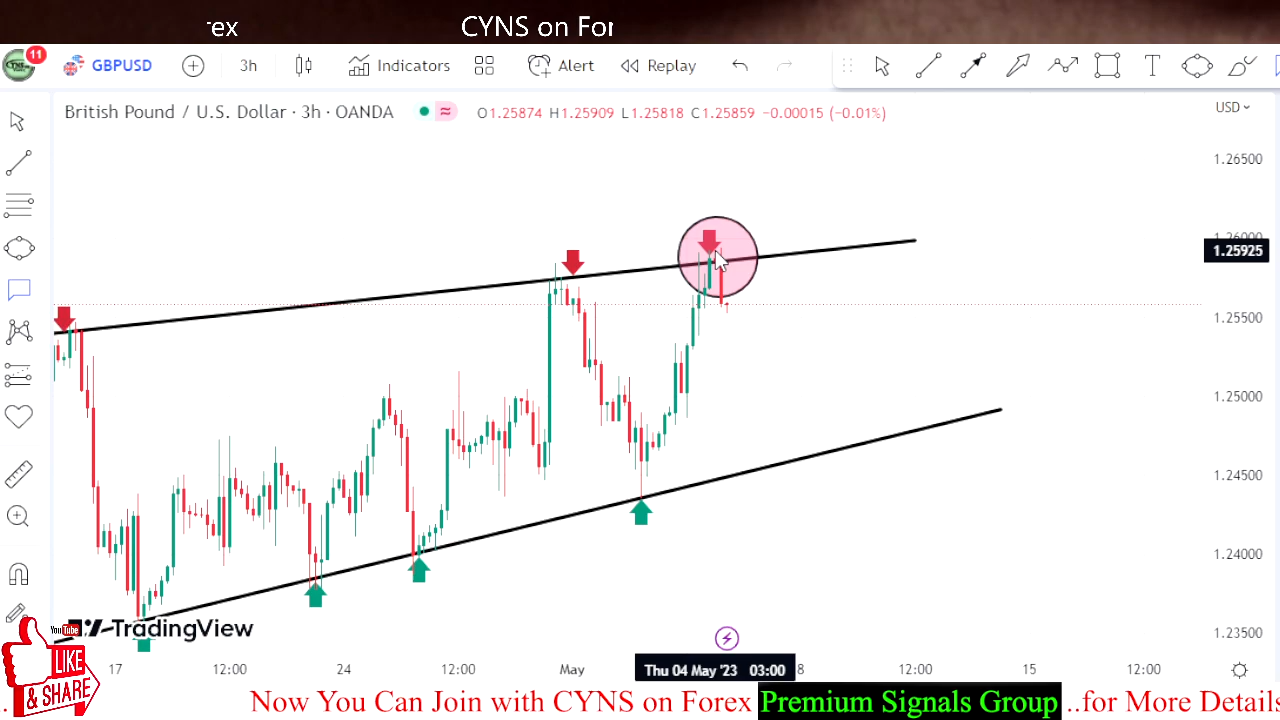 CYNS on For
11
GBPUSD
3h
Indicators
Alert
Replay
British Pound / U.S. Dollar · 3h · OANDA
O1.25874 H1.25909 L1.25818 C1.25859 −0.00015 (−0.01%)
USD
1.26500
1.26000
1.25925
1.25500
1.25000
1.24500
1.24000
1.23500
TradingView
17 12:00 24 12:00 May Thu 04 May '23 03:00 8 12:00 15 12:00
YouTube
LIKE
& SHARE
Now You Can Join with CYNS on Forex Premium Signals Group ..for More Details